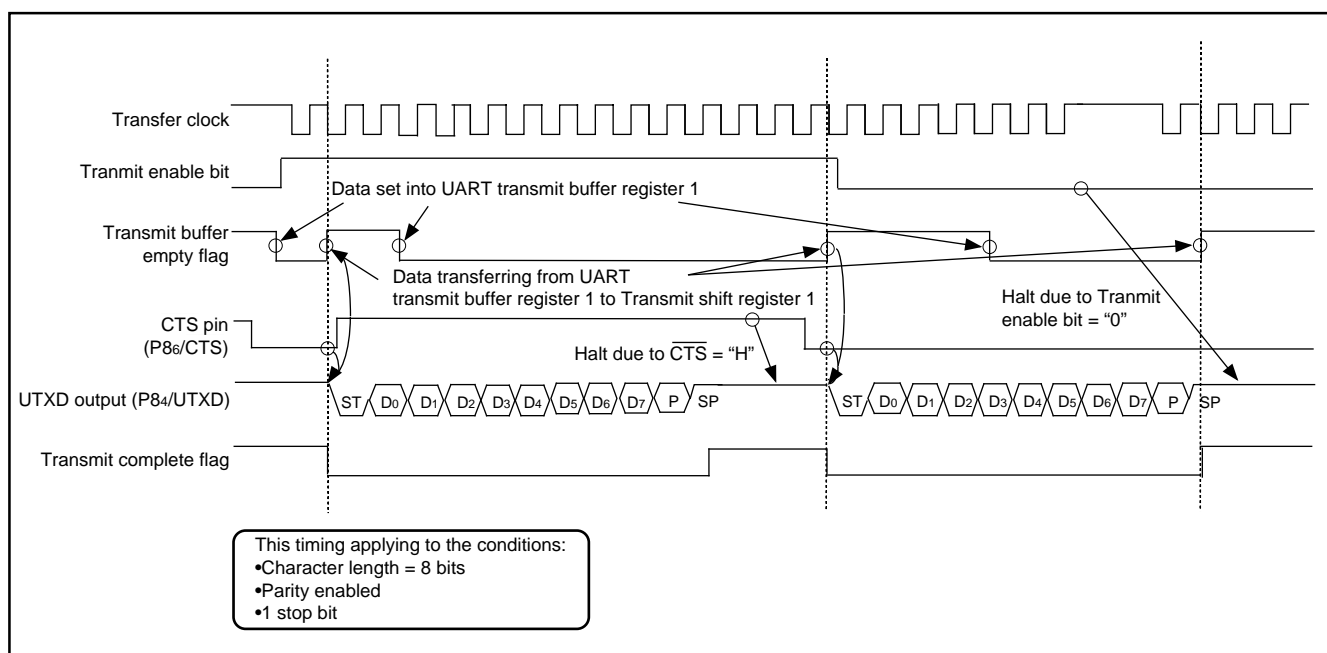 Transfer clock
Tranmit enable bit
Data set into UART transmit buffer register 1
Transmit buffer
empty flag
Data transferring from UART
transmit buffer register 1 to Transmit shift register 1
Halt due to Tranmit
enable bit = “0”
CTS pin
(P86/CTS)
Halt due to CTS = “H”
UTXD output (P84/UTXD)
ST D0 D1 D2 D3 D4 D5 D6 D7 P SP
ST D0 D1 D2 D3 D4 D5 D6 D7 P SP
Transmit complete flag
This timing applying to the conditions:
•Character length = 8 bits
•Parity enabled
•1 stop bit